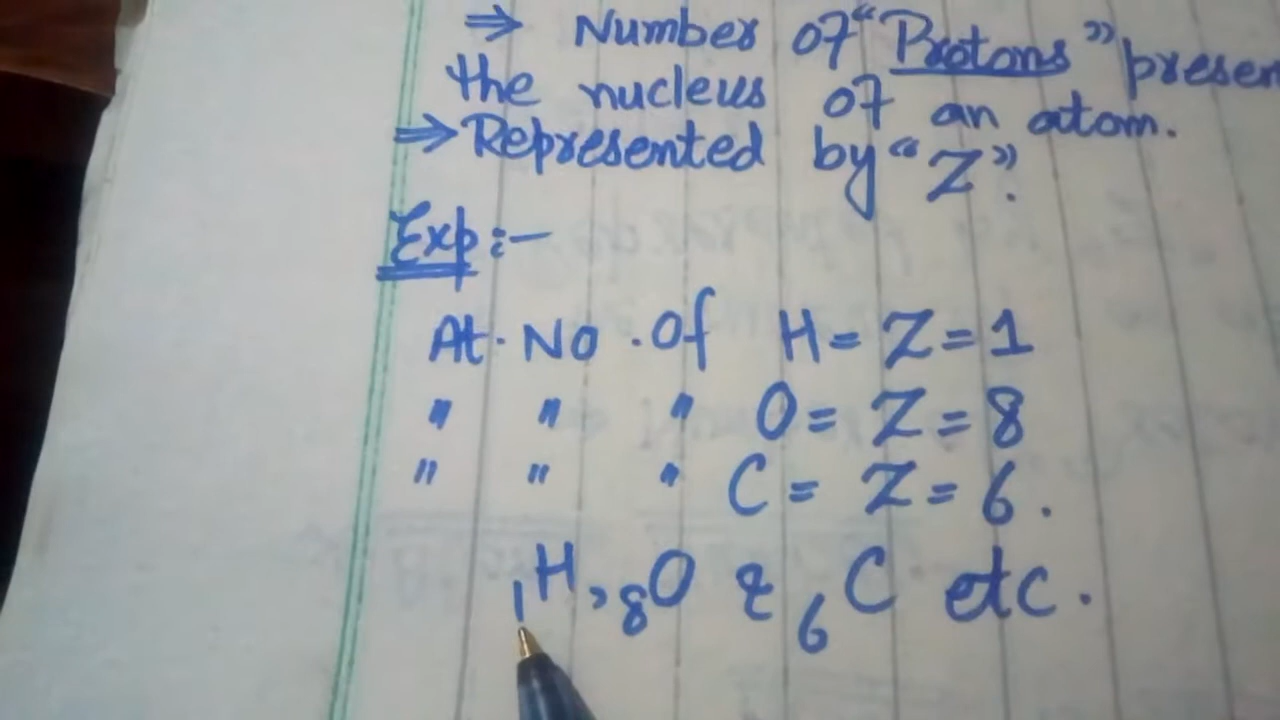 ⇒ Number of "Protons" presen
the nucleus of an atom.
⇒ Represented by "Z".
Exp:-
At. No. of H = Z = 1
" " " O = Z = 8
" " " C = Z = 6.
₁H, ₈O & ₆C etc.